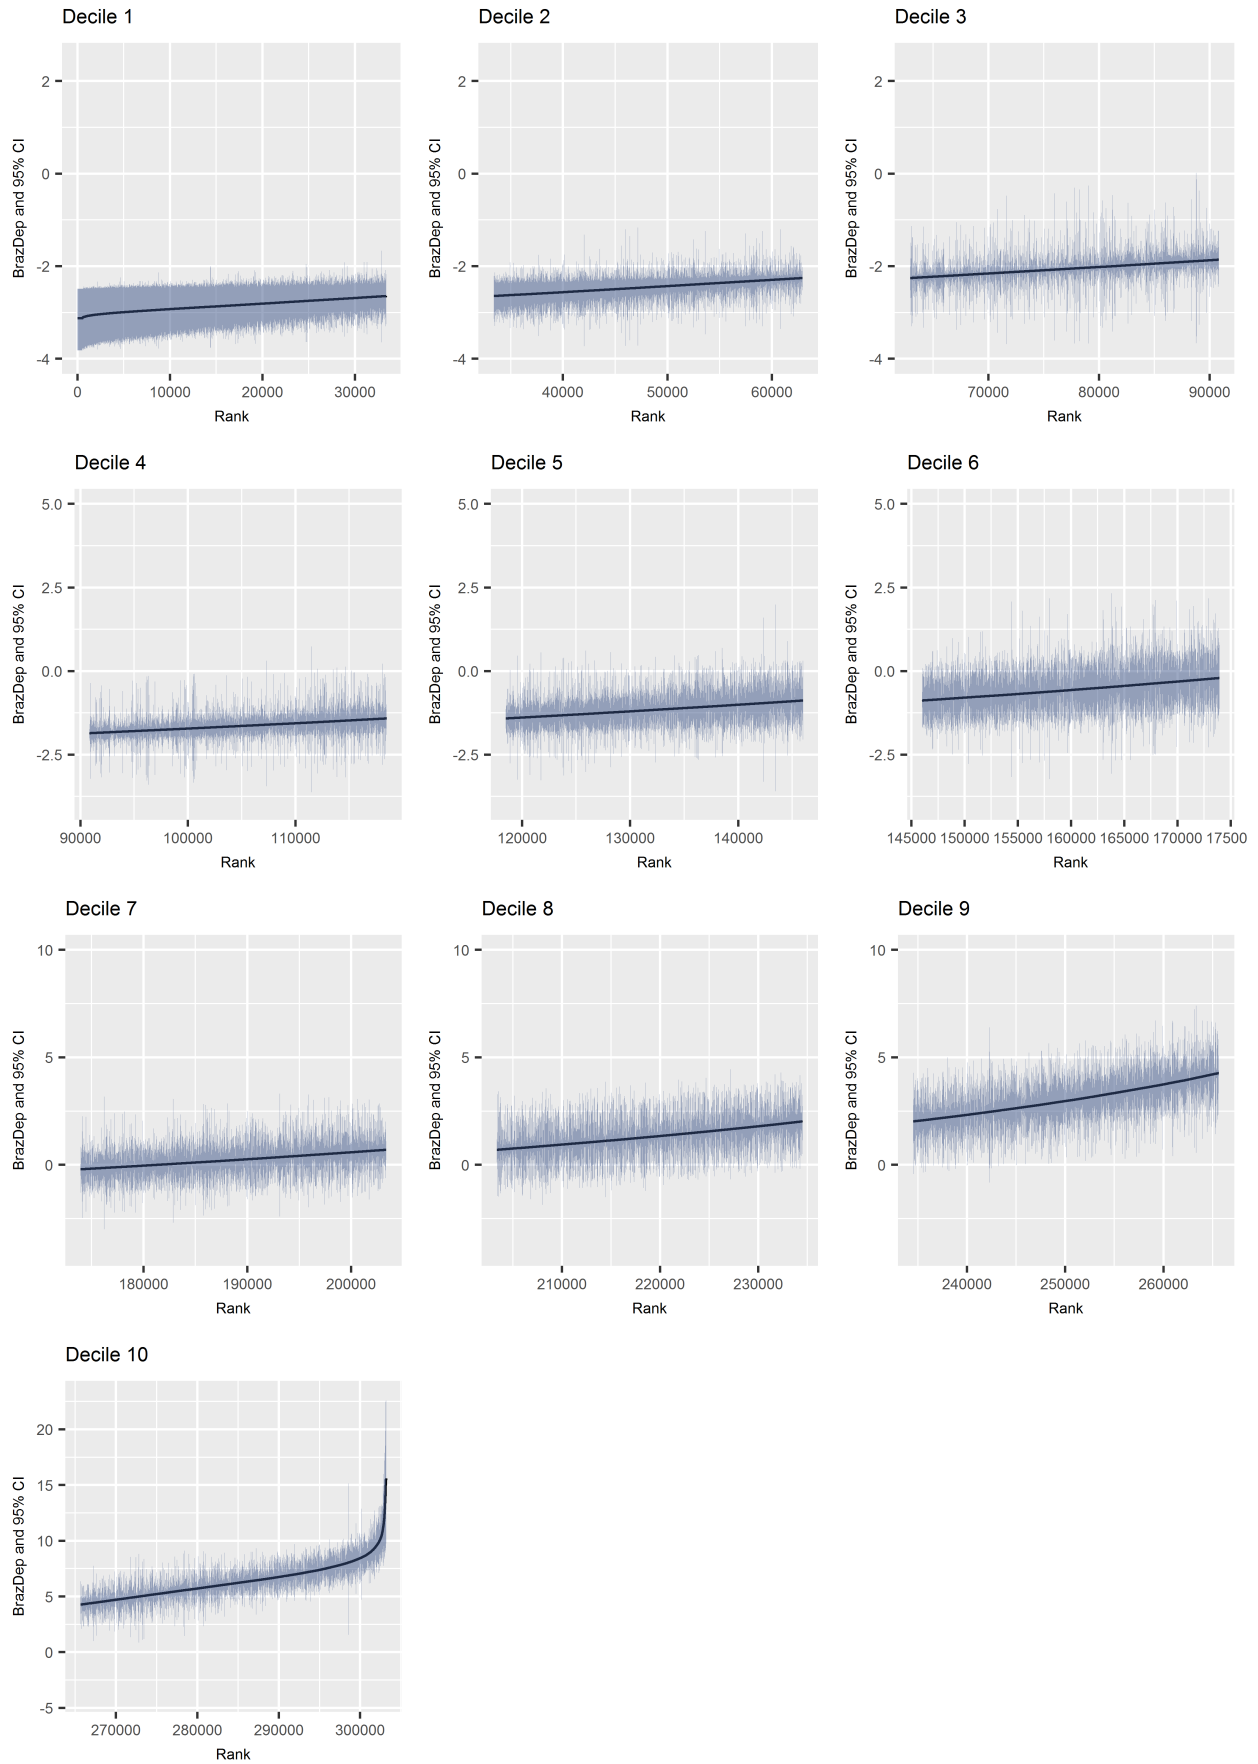 Decile 1
Decile 2
Decile 3
BrazDep and 95% CI
2
0
-2
-4
0 10000 20000 30000
Rank
BrazDep and 95% CI
2
0
-2
-4
40000 50000 60000
Rank
BrazDep and 95% CI
2
0
-2
-4
70000 80000 90000
Rank
Decile 4
Decile 5
Decile 6
BrazDep and 95% CI
5.0
2.5
0.0
-2.5
90000 100000 110000
Rank
BrazDep and 95% CI
5.0
2.5
0.0
-2.5
120000 130000 140000
Rank
BrazDep and 95% CI
5.0
2.5
0.0
-2.5
145000 150000 155000 160000 165000 170000 17500
Rank
Decile 7
Decile 8
Decile 9
BrazDep and 95% CI
10
5
0
180000 190000 200000
Rank
BrazDep and 95% CI
10
5
0
210000 220000 230000
Rank
BrazDep and 95% CI
10
5
0
240000 250000 260000
Rank
Decile 10
BrazDep and 95% CI
20
15
10
5
0
-5
270000 280000 290000 300000
Rank